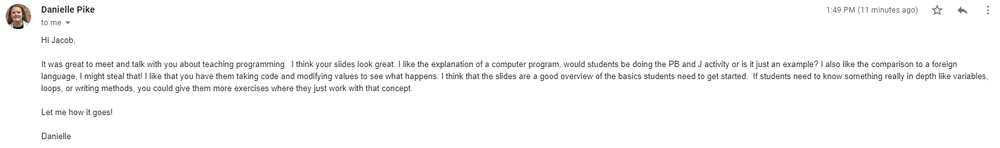 Danielle Pike
1:49 PM (11 minutes ago)
to me
Hi Jacob,
It was great to meet and talk with you about teaching programming.  I think your slides look great. I like the explanation of a computer program, would students be doing the PB and J activity or is it just an example? I also like the comparison to a foreign
language, I might steal that! I like that you have them taking code and modifying values to see what happens. I think that the slides are a good overview of the basics students need to get started.  If students need to know something really in depth like variables,
loops, or writing methods, you could give them more exercises where they just work with that concept.
Let me how it goes!
Danielle